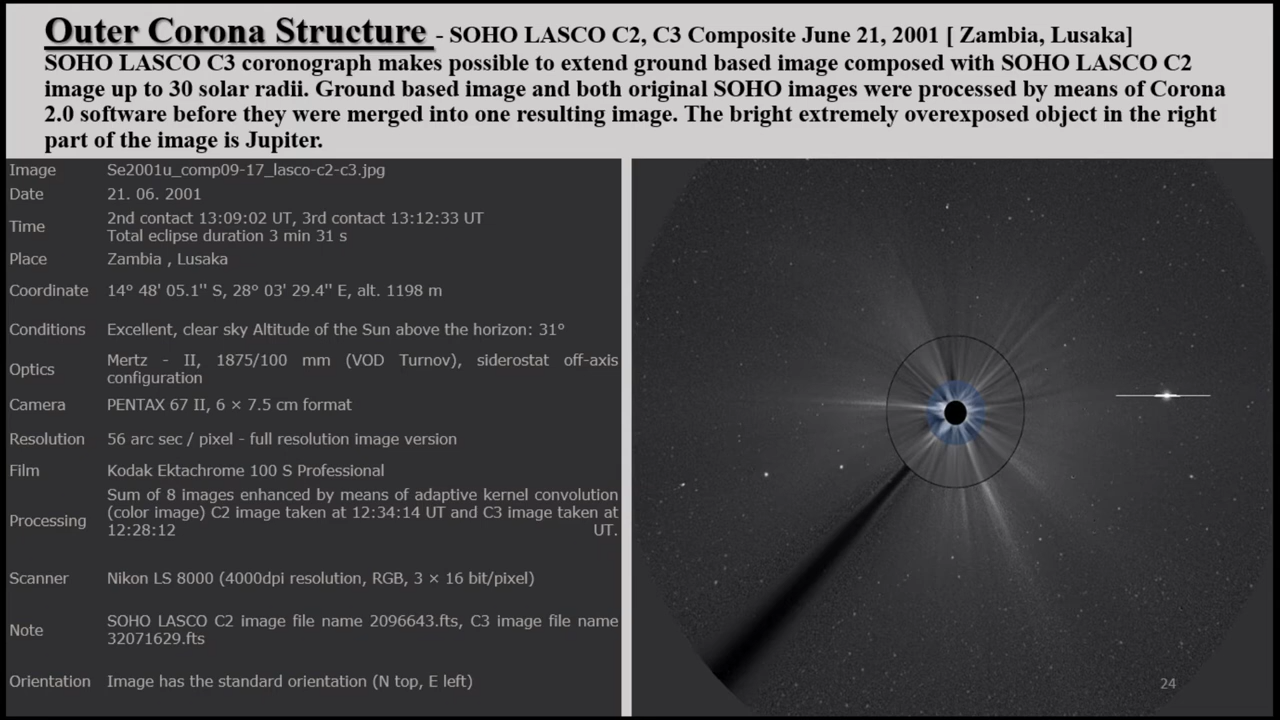 Outer Corona Structure - SOHO LASCO C2, C3 Composite June 21, 2001 [ Zambia, Lusaka]
SOHO LASCO C3 coronograph makes possible to extend ground based image composed with SOHO LASCO C2
image up to 30 solar radii. Ground based image and both original SOHO images were processed by means of Corona
2.0 software before they were merged into one resulting image. The bright extremely overexposed object in the right
part of the image is Jupiter.
Image Se2001u_comp09-17_lasco-c2-c3.jpg
Date 21. 06. 2001
Time 2nd contact 13:09:02 UT, 3rd contact 13:12:33 UT
Total eclipse duration 3 min 31 s
Place Zambia , Lusaka
Coordinate 14° 48' 05.1'' S, 28° 03' 29.4'' E, alt. 1198 m
Conditions Excellent, clear sky Altitude of the Sun above the horizon: 31°
Optics Mertz - II, 1875/100 mm (VOD Turnov), siderostat off-axis
configuration
Camera PENTAX 67 II, 6 × 7.5 cm format
Resolution 56 arc sec / pixel - full resolution image version
Film Kodak Ektachrome 100 S Professional
Processing Sum of 8 images enhanced by means of adaptive kernel convolution
(color image) C2 image taken at 12:34:14 UT and C3 image taken at
12:28:12 UT.
Scanner Nikon LS 8000 (4000dpi resolution, RGB, 3 × 16 bit/pixel)
Note SOHO LASCO C2 image file name 2096643.fts, C3 image file name
32071629.fts
Orientation Image has the standard orientation (N top, E left)
24